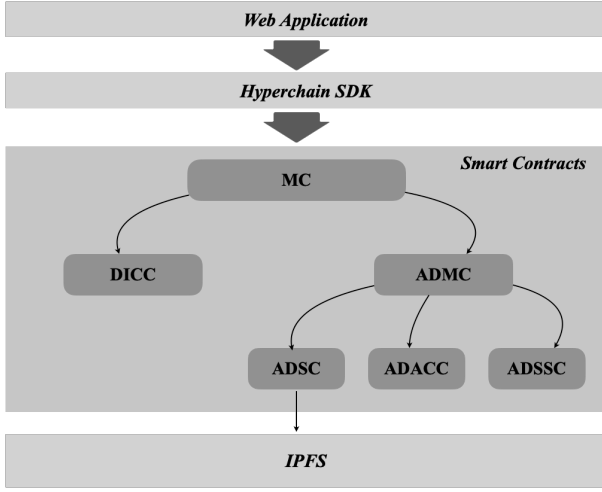 Web Application
Hyperchain SDK
Smart Contracts
MC
DICC
ADMC
ADSC
ADACC
ADSSC
IPFS